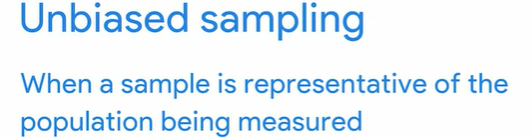 Unbiased sampling
When a sample is representative of the
population being measured